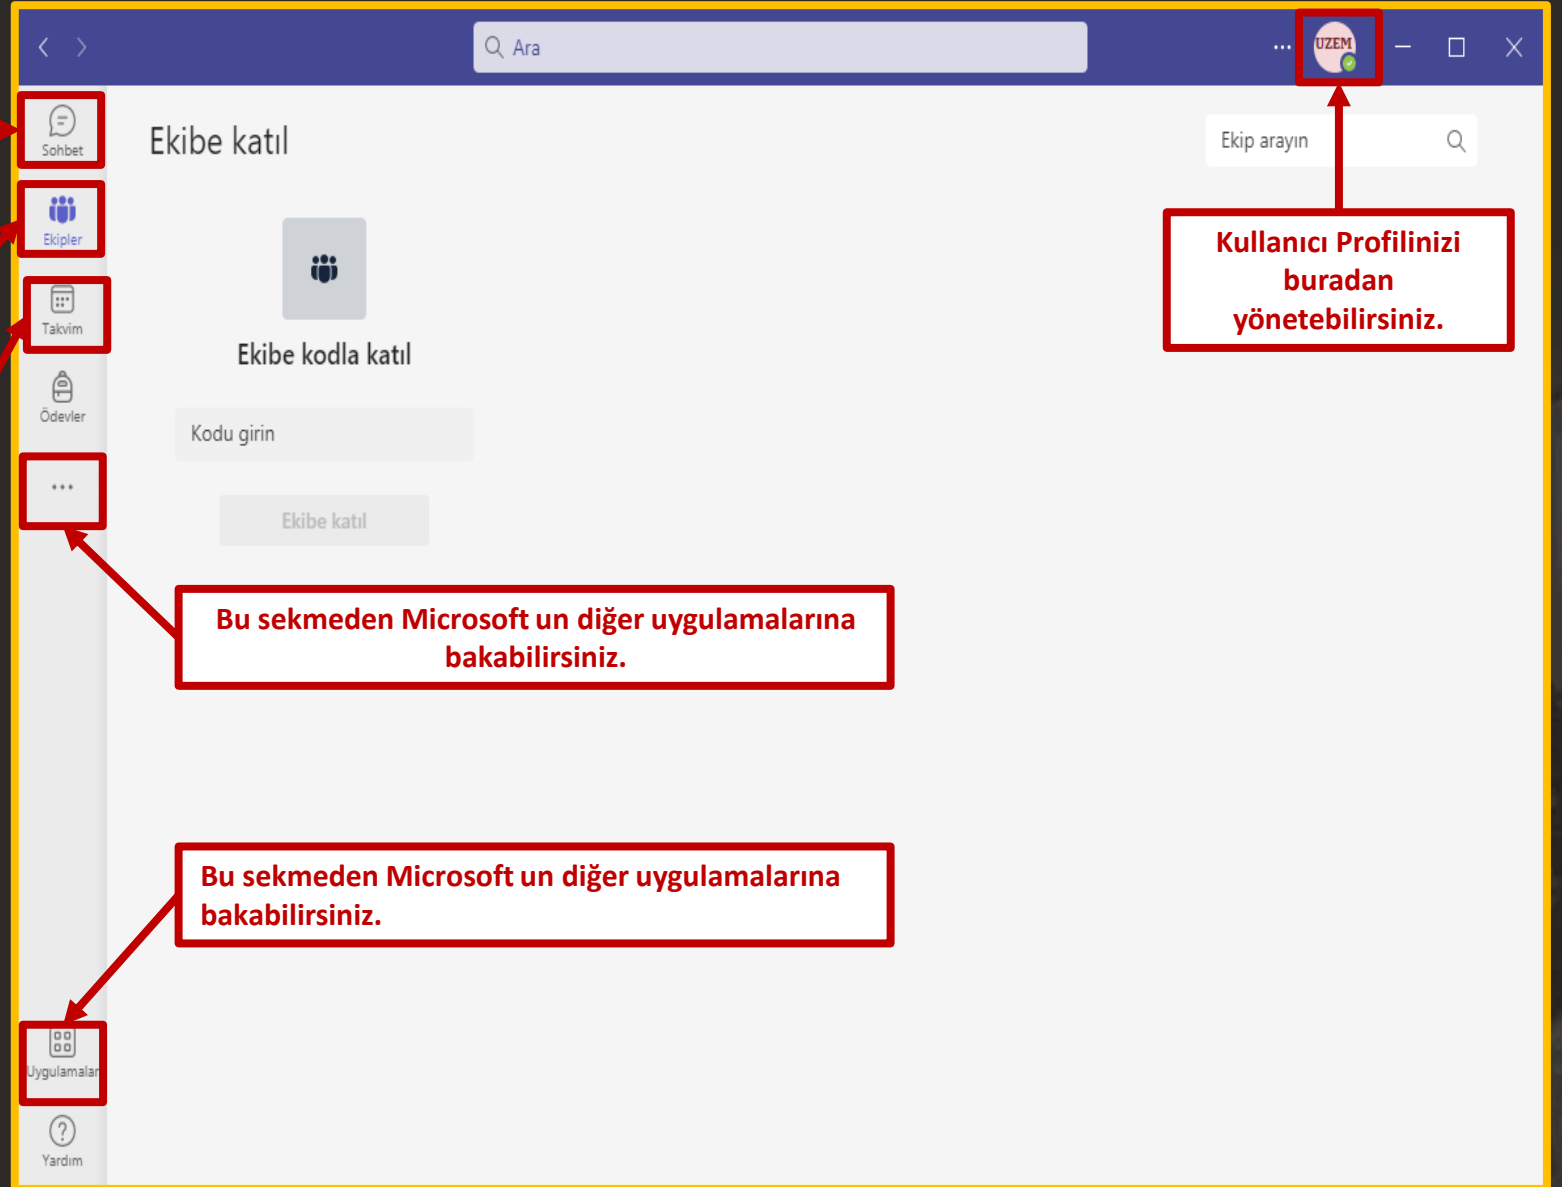 Ara
UZEM
Sohbet
Ekibe katıl
Ekip arayın
Ekipler
Kullanıcı Profilinizi
buradan
yönetebilirsiniz.
Takvim
Ekibe kodla katıl
Ödevler
Kodu girin
Ekibe katıl
Bu sekmeden Microsoft un diğer uygulamalarına
bakabilirsiniz.
Bu sekmeden Microsoft un diğer uygulamalarına
bakabilirsiniz.
Uygulamalar
Yardım